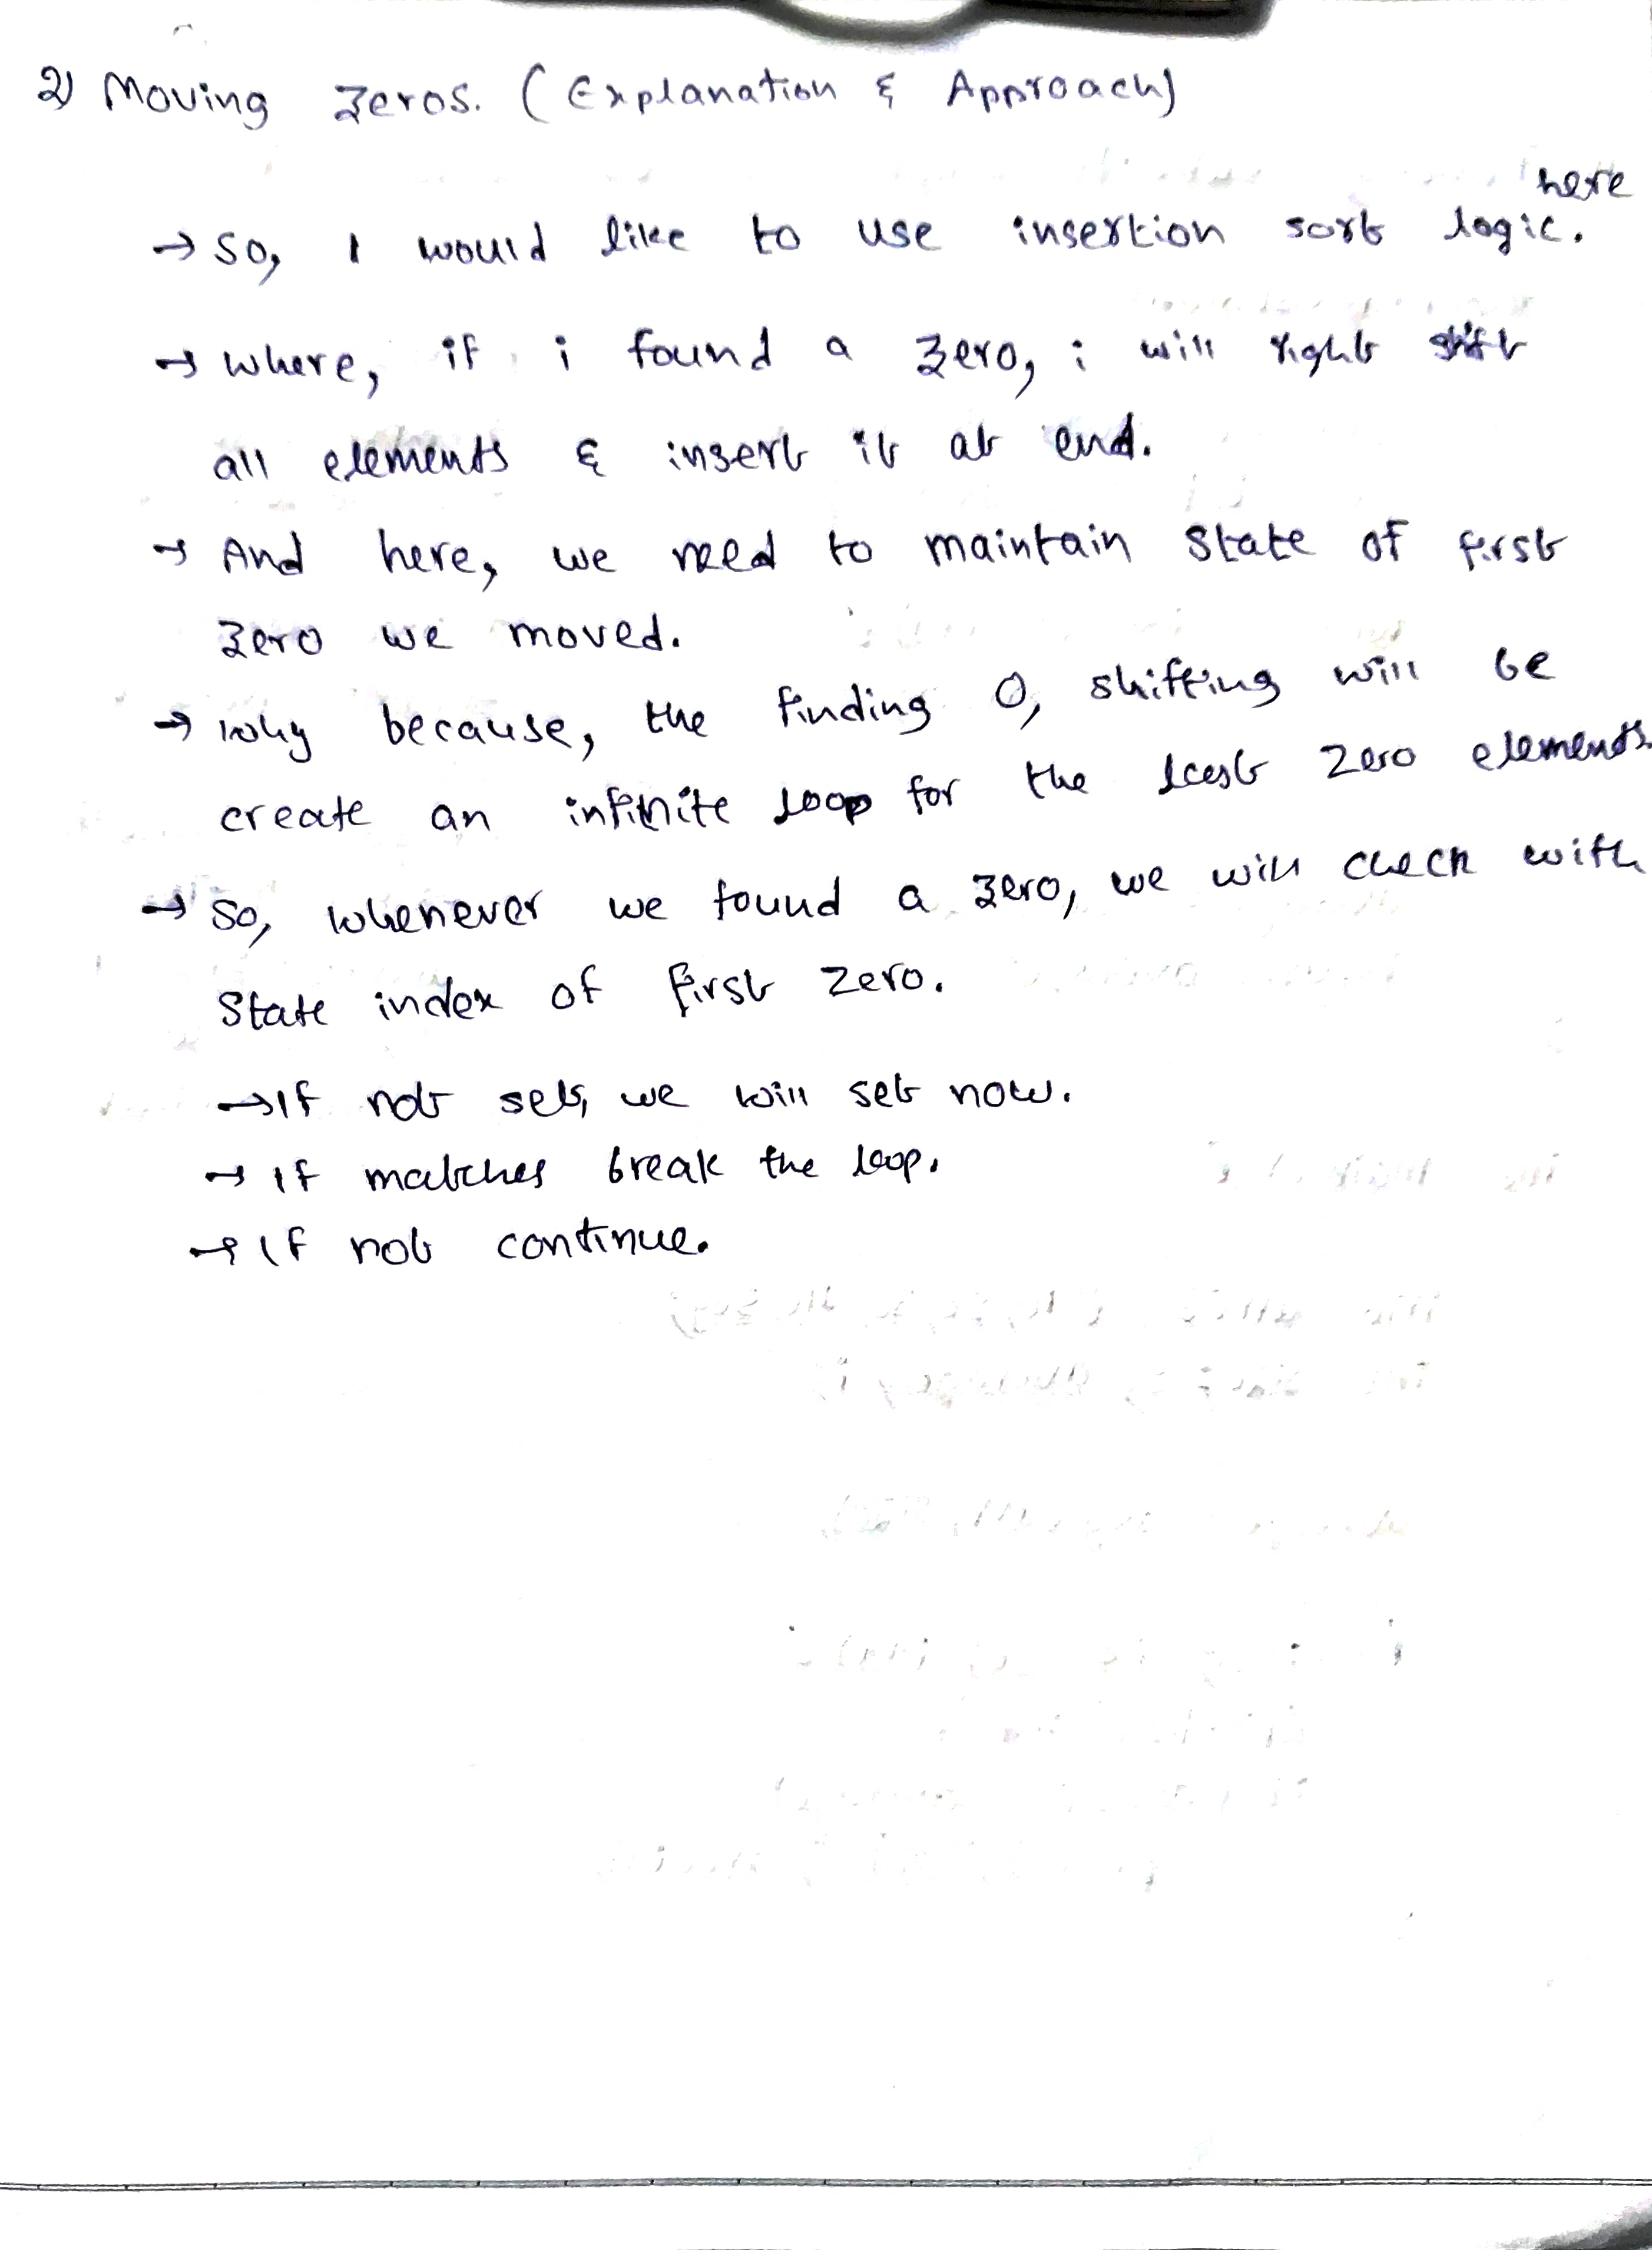 2) Moving Zeros. (Explanation & Approach)
here
→ So, I would like to use insertion sort logic.
→ where, if i found a zero, i will right shift
all elements & insert it at end.
→ And here, we need to maintain state of first
zero we moved.
→ why because, the finding 0, shifting will be
create an infinite loop for the last zero elements.
→ So, whenever we found a zero, we will check with
State index of first zero.
→ If not set, we will set now.
→ If matches break the loop.
→ If not continue.